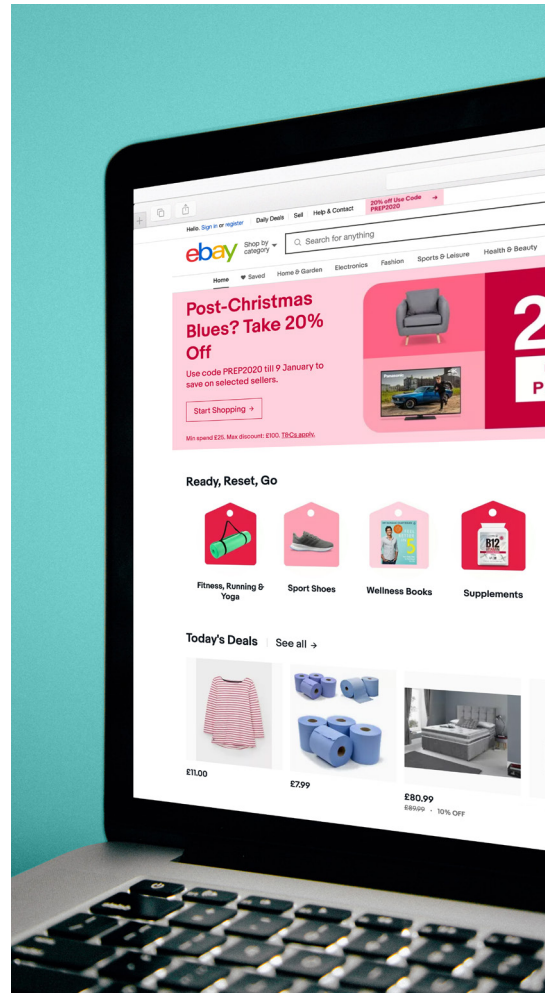 Hello. Sign in or register
Daily Deals
Sell
Help & Contact
20% off Use Code
PREP2020
ebay
Shop by
category
Search for anything
Home
Saved
Home & Garden
Electronics
Fashion
Sports & Leisure
Health & Beauty
Post-Christmas
Blues? Take 20%
Off
Use code PREP2020 till 9 January to
save on selected sellers.
Start Shopping →
Min spend £25. Max discount: £100. T&Cs apply.
Panasonic
2
P
Ready, Reset, Go
5
B12
Fitness, Running &
Yoga
Sport Shoes
Wellness Books
Supplements
Today's Deals
See all →
£11.00
£7.99
£80.99
£89.99 · 10% OFF